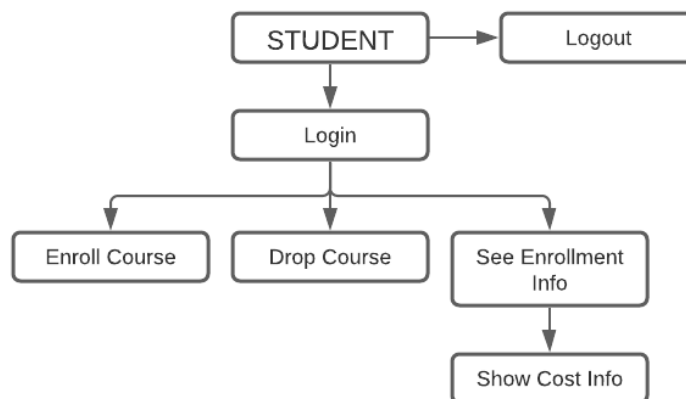 STUDENT
Logout
Login
Enroll Course
Drop Course
See Enrollment
Info
Show Cost Info